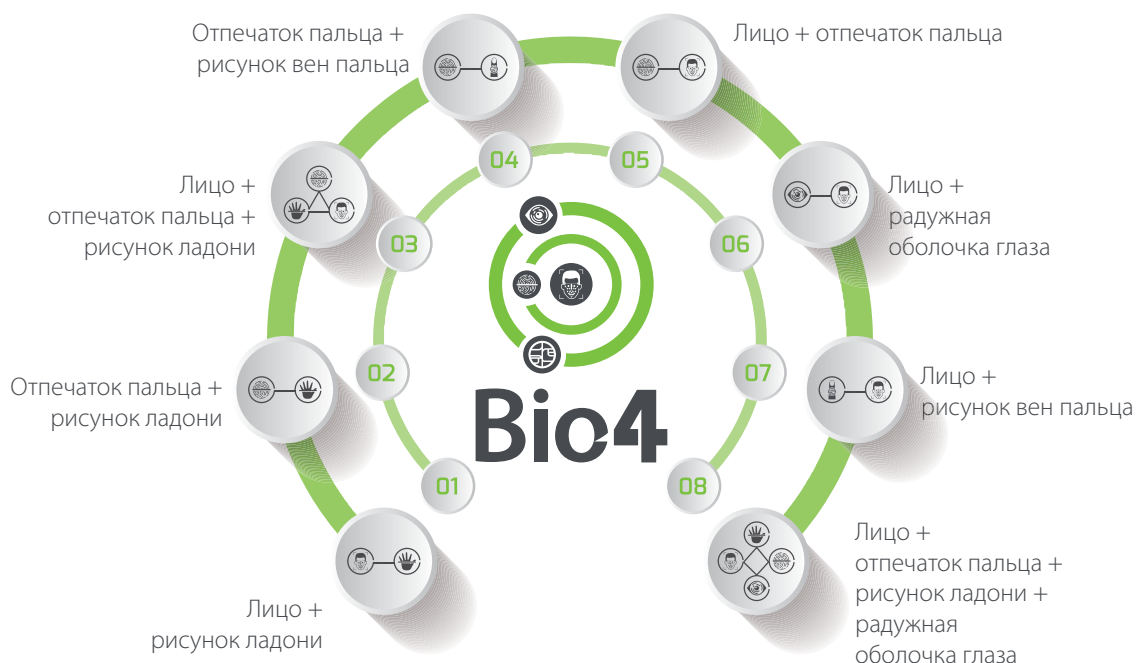 Отпечаток пальца +
рисунок вен пальца
Лицо + отпечаток пальца
04
05
Лицо +
отпечаток пальца +
рисунок ладони
03
06
Лицо +
радужная
оболочка глаза
Отпечаток пальца +
рисунок ладони
02
07
Лицо +
рисунок вен пальца
Bio4
01
08
Лицо +
рисунок ладони
Лицо +
отпечаток пальца +
рисунок ладони +
радужная
оболочка глаза